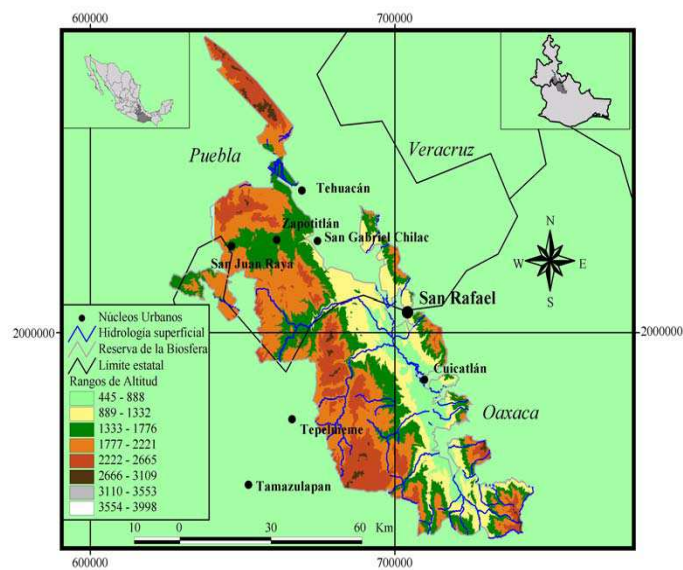 600000
700000
Puebla
Veracruz
Tehuacán
Zapotitlán
San Gabriel Chilac
San Juan Raya
N
W
E
S
San Rafael
Núcleos Urbanos
Hidrología superficial
Reserva de la Biosfera
Límite estatal
Rangos de Altitud
445 - 888
889 - 1332
1333 - 1776
1777 - 2221
2222 - 2665
2666 - 3109
3110 - 3553
3554 - 3998
2000000
2000000
Cuicatlán
Oaxaca
Tepelmeme
Tamazulapan
10 0 30 60 Km
600000
700000